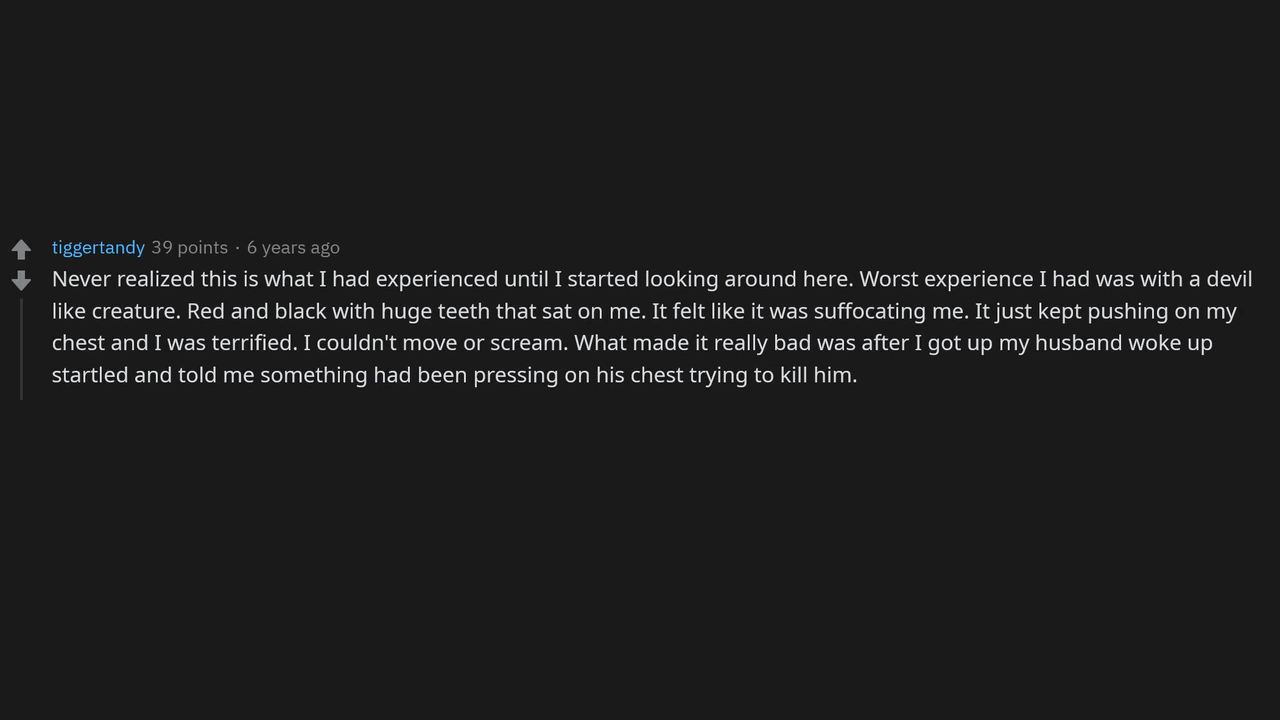 tiggertandy 39 points · 6 years ago
Never realized this is what I had experienced until I started looking around here. Worst experience I had was with a devil
like creature. Red and black with huge teeth that sat on me. It felt like it was suffocating me. It just kept pushing on my
chest and I was terrified. I couldn't move or scream. What made it really bad was after I got up my husband woke up
startled and told me something had been pressing on his chest trying to kill him.